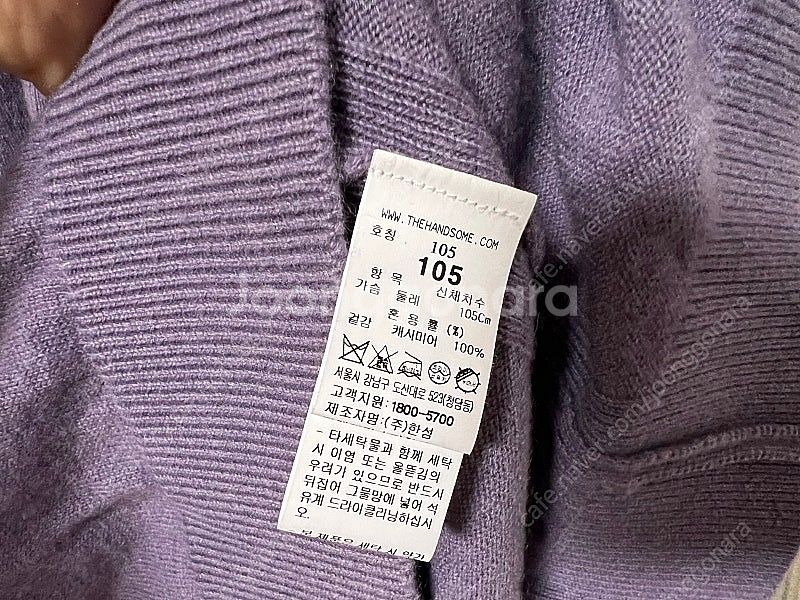 WWW.THEHANDSOME.COM
호칭 105
105
항 목 신체치수
가슴 둘레 105Cm
혼 용 률 (%)
겉감 캐시미어 100%
서울시 강남구 도산대로 523(청담동)
고객지원:1800-5700
제조자명:(주)한섬
- 타세탁물과 함께 세탁
시 이염 또는 올뜯김의
우려가 있으므로 반드시
뒤집어 그물망에 넣어 석
유계 드라이클리닝하십시
오.
Joonggonara
cafe.naver.com/joonggonara